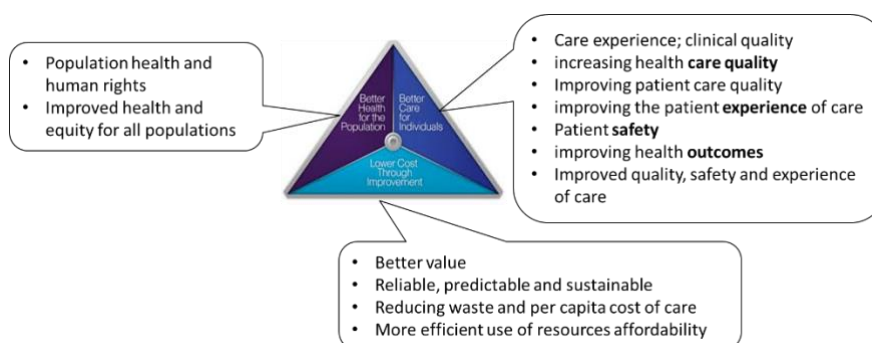 • Population health and
human rights
• Improved health and
equity for all populations
Better
Health
for the
Population
Better
Care
for
Individuals
Lower Cost
Through
Improvement
• Care experience; clinical quality
• increasing health care quality
• Improving patient care quality
• improving the patient experience of care
• Patient safety
• improving health outcomes
• Improved quality, safety and experience
of care
• Better value
• Reliable, predictable and sustainable
• Reducing waste and per capita cost of care
• More efficient use of resources affordability